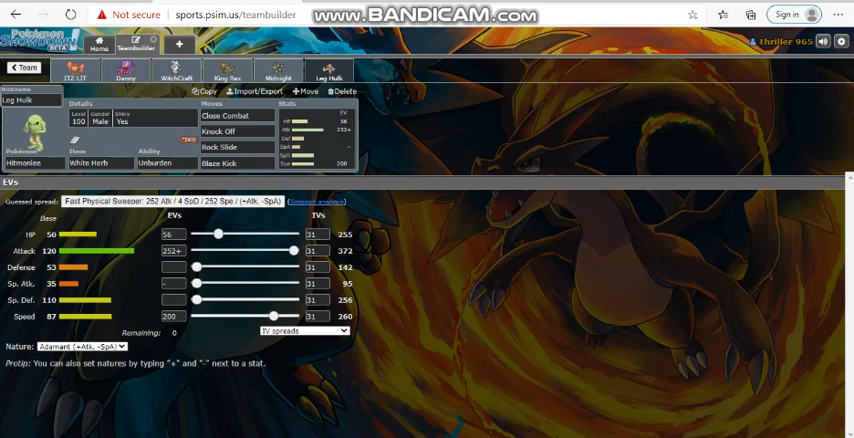 Not secure
sports.psim.us/teambuilder
WWW.BANDICAM.COM
Sign in
Pokémon
SHOWDOWN!
BETA
Home
Teambuilder
Thriller 965
Team
ITZ LIT
Danny
WitchCraft
King Rex
Midnight
Leg Hulk
Copy
Import/Export
Move
Delete
Nickname
Leg Hulk
Details
Level
100
Gender
Male
Shiny
Yes
Moves
Close Combat
Knock Off
Rock Slide
Blaze Kick
Stats
EV
HP 56
Atk 252+
Def
SpA -
SpD
Spe 200
Pokémon
Hitmonlee
Item
White Herb
Ability
Unburden
EVs
Guessed spread: Fast Physical Sweeper: 252 Atk / 4 SpD / 252 Spe / (+Atk, -SpA) (Smogon analysis)
Base EVs IVs
HP 50 56 31 255
Attack 120 252+ 31 372
Defense 53 31 142
Sp. Atk. 35 - 31 95
Sp. Def. 110 31 256
Speed 87 200 31 260
Remaining: 0
IV spreads
Nature: Adamant (+Atk, -SpA)
Protip: You can also set natures by typing "+" and "-" next to a stat.